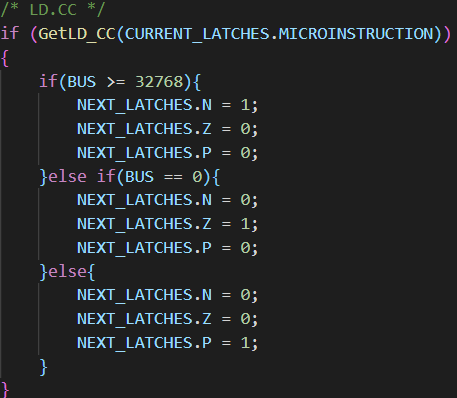 /* LD.CC */
if (GetLD_CC(CURRENT_LATCHES.MICROINSTRUCTION))
{
    if(BUS >= 32768){
        NEXT_LATCHES.N = 1;
        NEXT_LATCHES.Z = 0;
        NEXT_LATCHES.P = 0;
    }else if(BUS == 0){
        NEXT_LATCHES.N = 0;
        NEXT_LATCHES.Z = 1;
        NEXT_LATCHES.P = 0;
    }else{
        NEXT_LATCHES.N = 0;
        NEXT_LATCHES.Z = 0;
        NEXT_LATCHES.P = 1;
    }
}